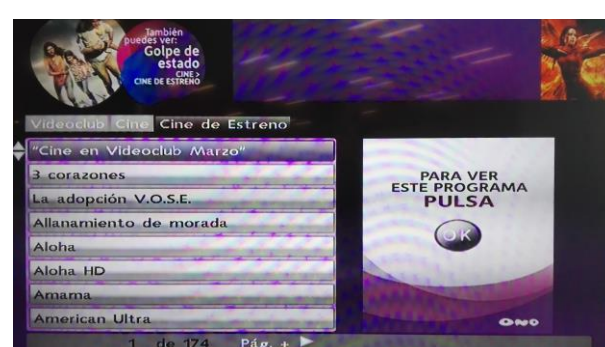 También
puedes ver:
Golpe de
estado
CINE >
CINE DE ESTRENO
Videoclub Cine Cine de Estreno
"Cine en Videoclub Marzo"
3 corazones
La adopción V.O.S.E.
Allanamiento de morada
Aloha
Aloha HD
Amama
American Ultra
1 de 174 Pág. +
PARA VER
ESTE PROGRAMA
PULSA
OK
ONO